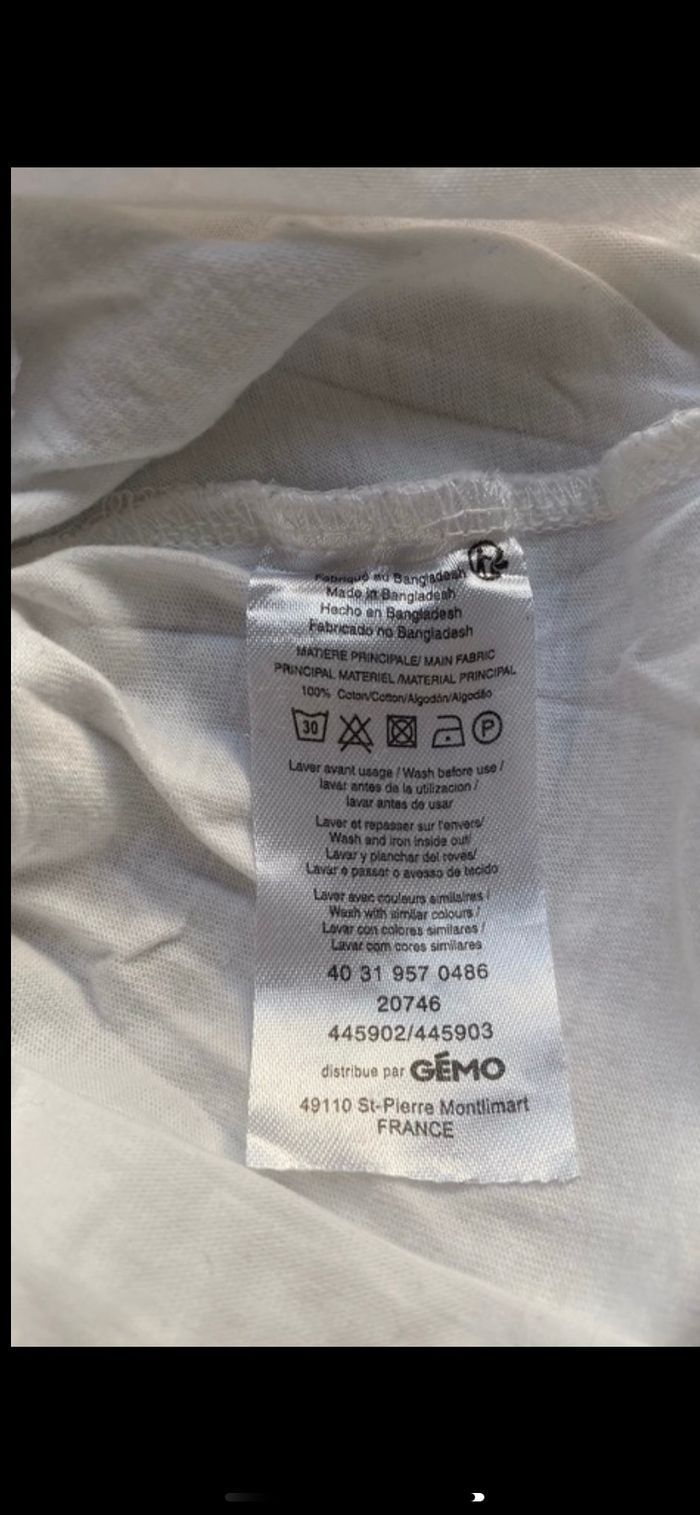 Fabriqué au Bangladesh
Made in Bangladesh
Hecho en Bangladesh
Fabricado no Bangladesh
MATIERE PRINCIPALE/ MAIN FABRIC
PRINCIPAL MATERIEL /MATERIAL PRINCIPAL
100% Coton/Cotton/Algodón/Algodão
30 P
Laver avant usage / Wash before use /
lavar antes de la utilizacion /
lavar antes de usar
Laver et repasser sur l'envers/
Wash and iron inside out/
Lavar y planchar del reves/
Lavar e passar o avesso de tecido
Laver avec couleurs similaires /
Wash with similar colours /
Lavar con colores similares /
Lavar com cores similares
40 31 957 0486
20746
445902/445903
distribue par GÉMO
49110 St-Pierre Montlimart
FRANCE